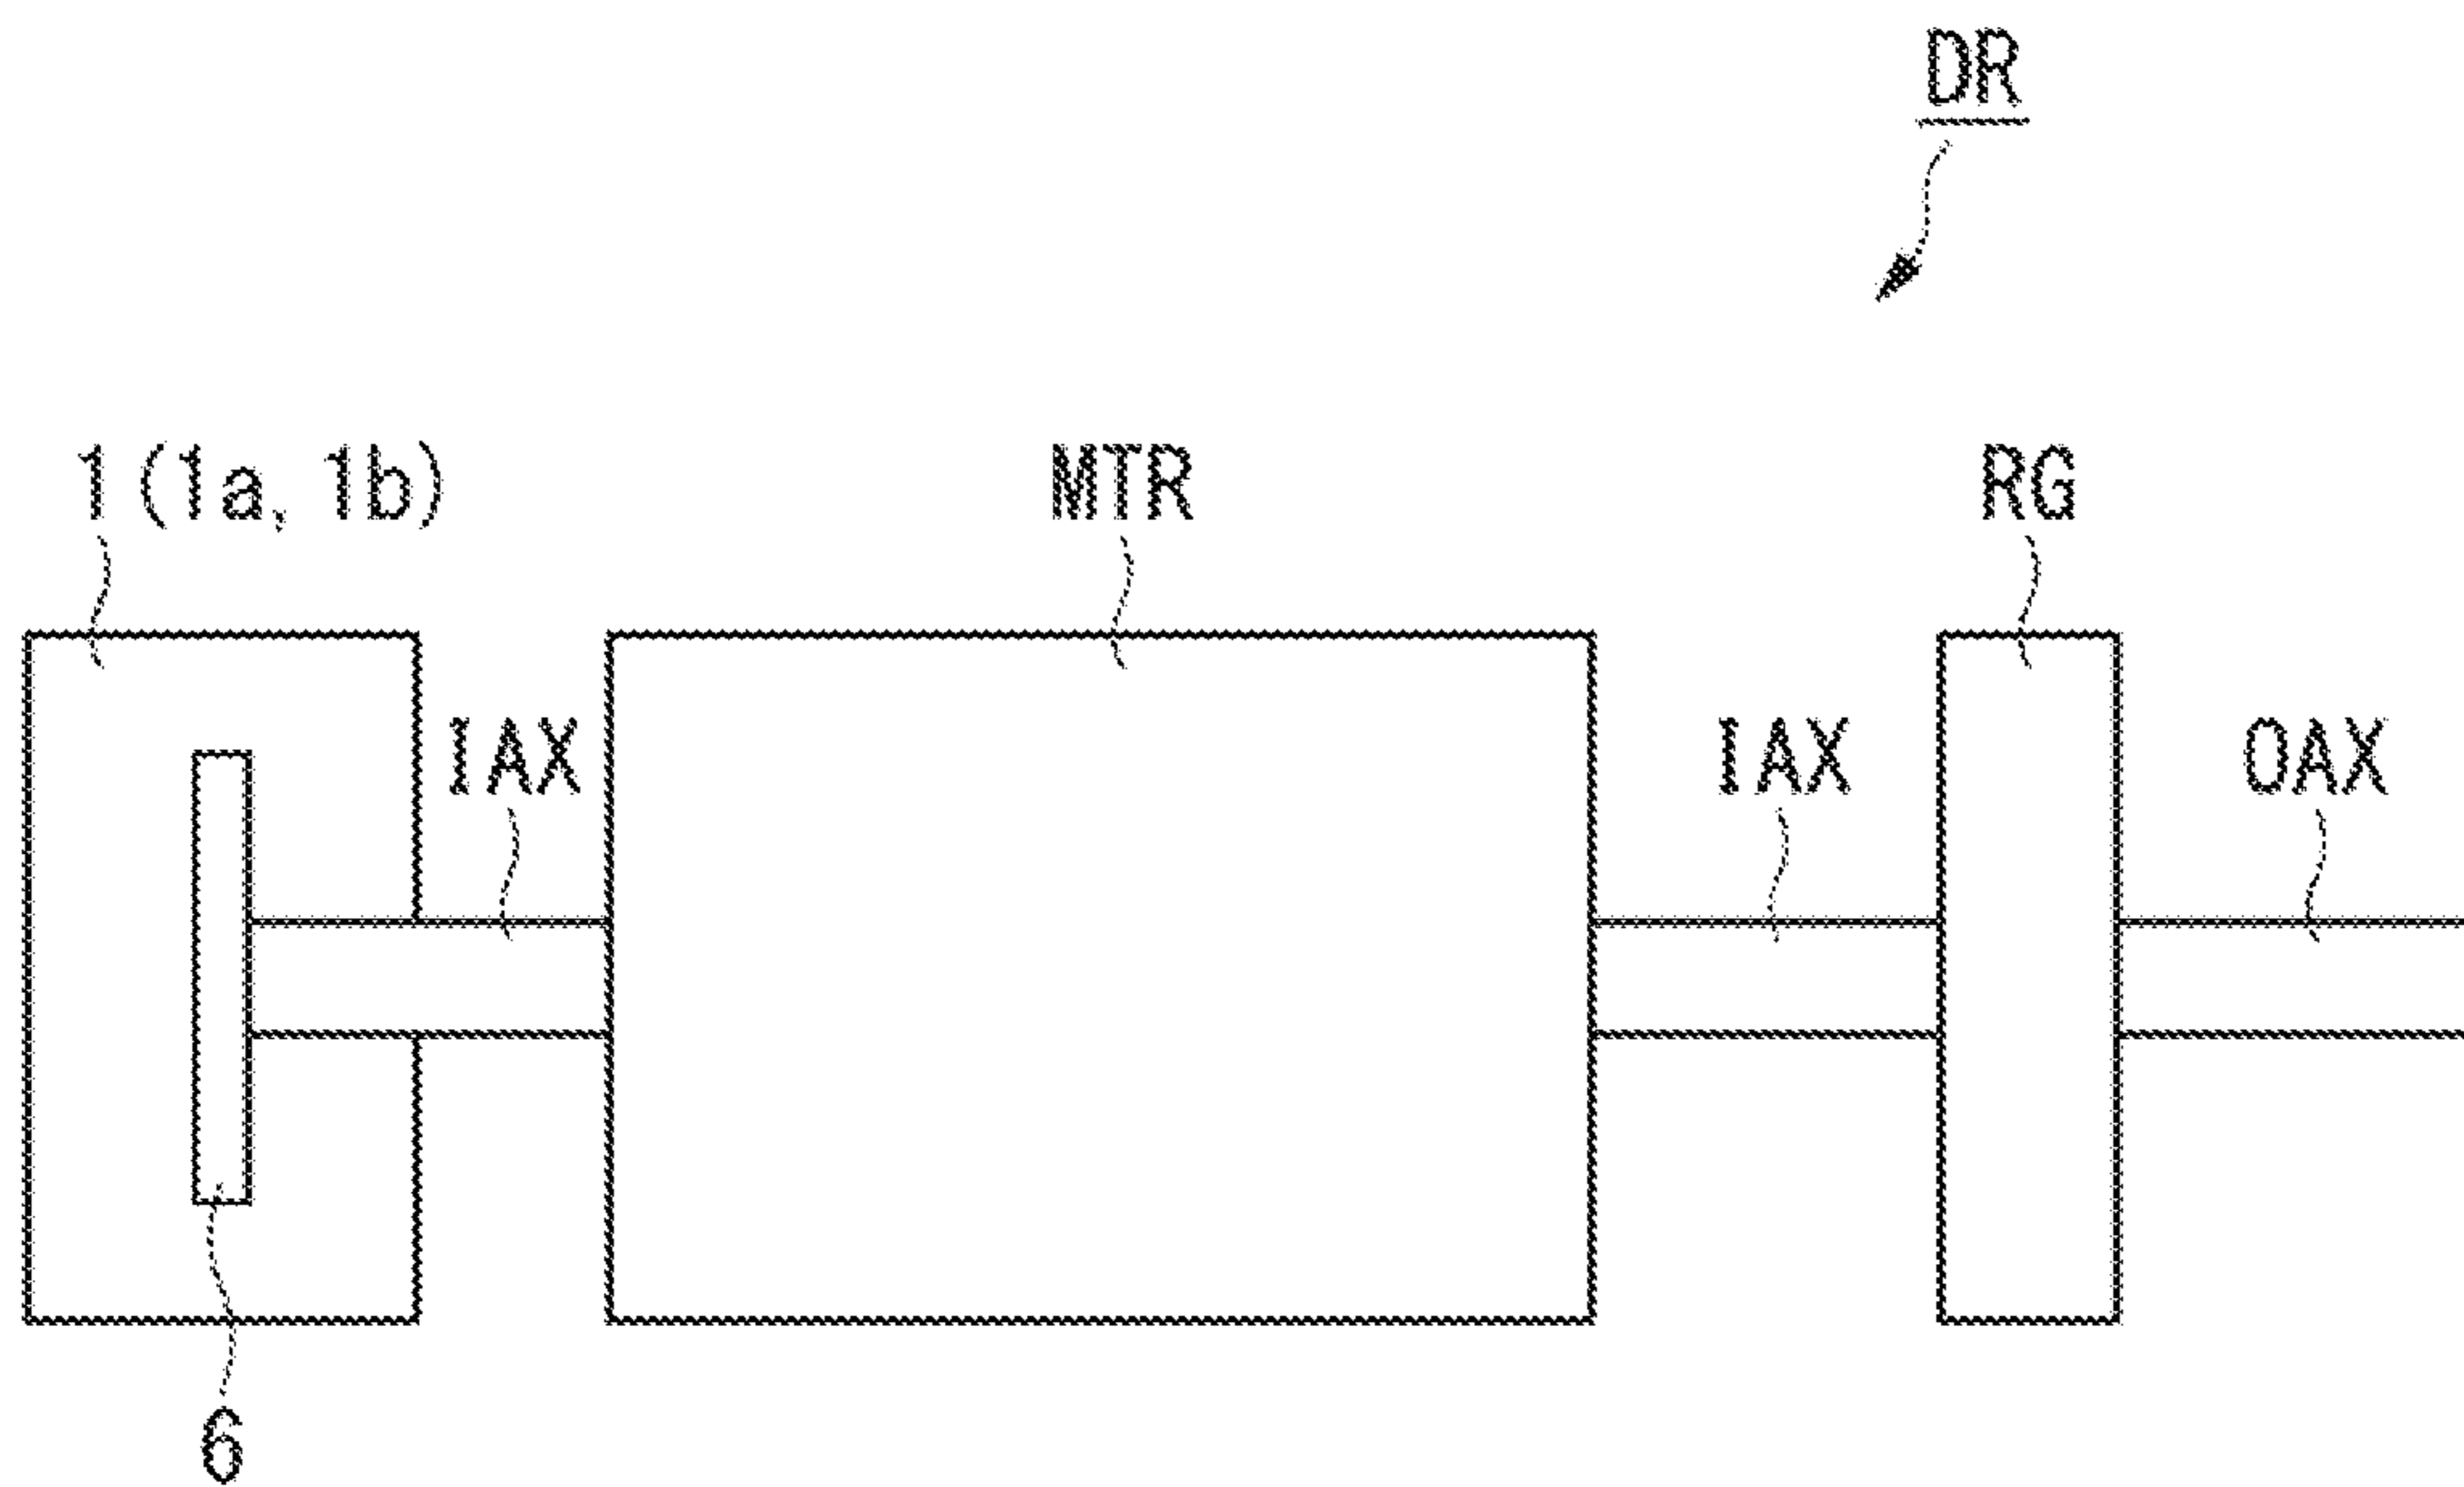 DR
1(1a, 1b)
MTR
RG
IAX
IAX
OAX
6